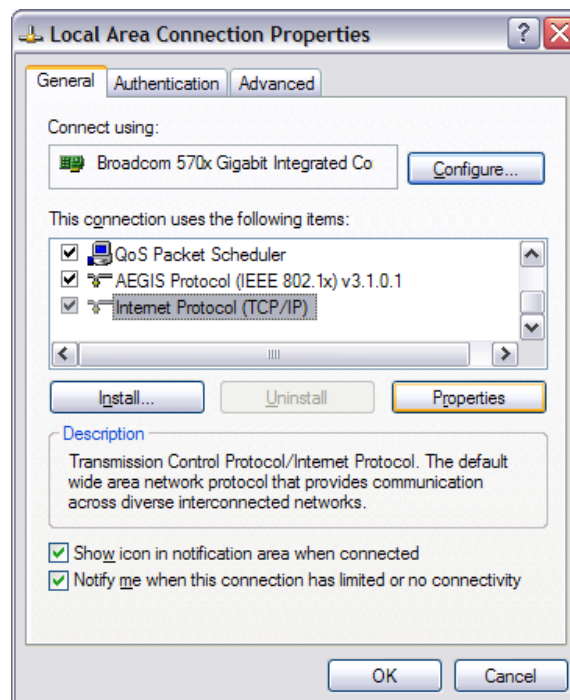 Local Area Connection Properties
General Authentication Advanced
Connect using:
Broadcom 570x Gigabit Integrated Co
Configure...
This connection uses the following items:
QoS Packet Scheduler
AEGIS Protocol (IEEE 802.1x) v3.1.0.1
Internet Protocol (TCP/IP)
Install... Uninstall Properties
Description
Transmission Control Protocol/Internet Protocol. The default
wide area network protocol that provides communication
across diverse interconnected networks.
Show icon in notification area when connected
Notify me when this connection has limited or no connectivity
OK Cancel